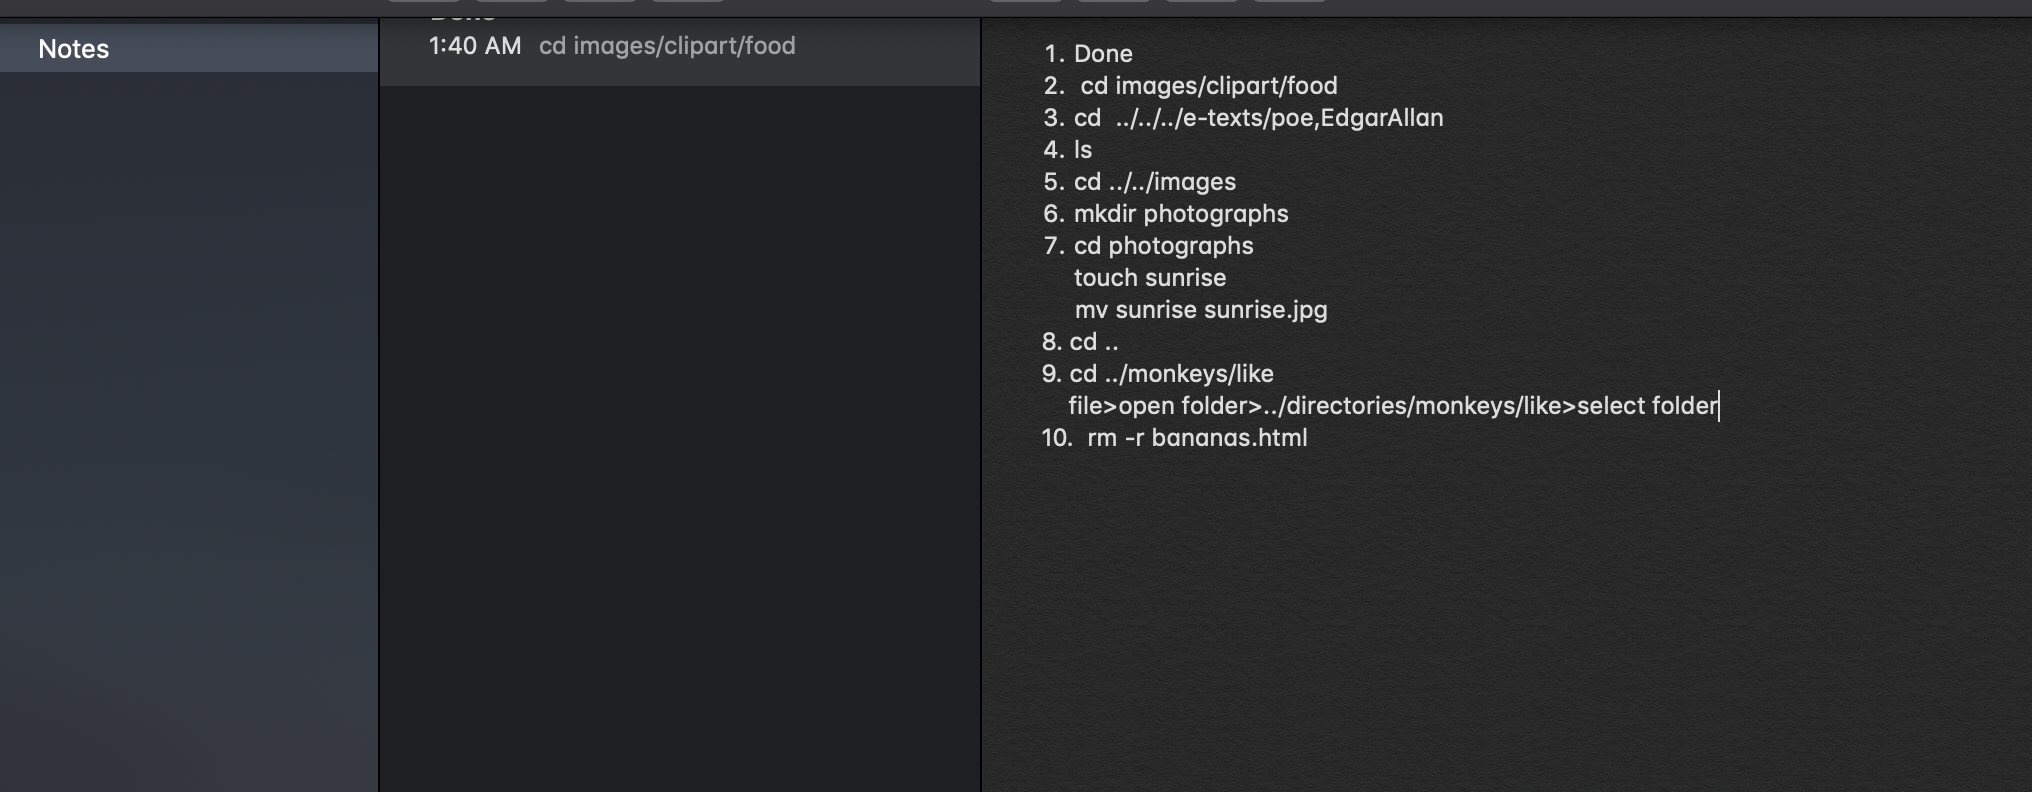 Notes
1:40 AM cd images/clipart/food
1. Done
2. cd images/clipart/food
3. cd ../../../e-texts/poe,EdgarAllan
4. ls
5. cd ../../images
6. mkdir photographs
7. cd photographs
touch sunrise
mv sunrise sunrise.jpg
8. cd ..
9. cd ../monkeys/like
file>open folder>../directories/monkeys/like>select folder
10. rm -r bananas.html